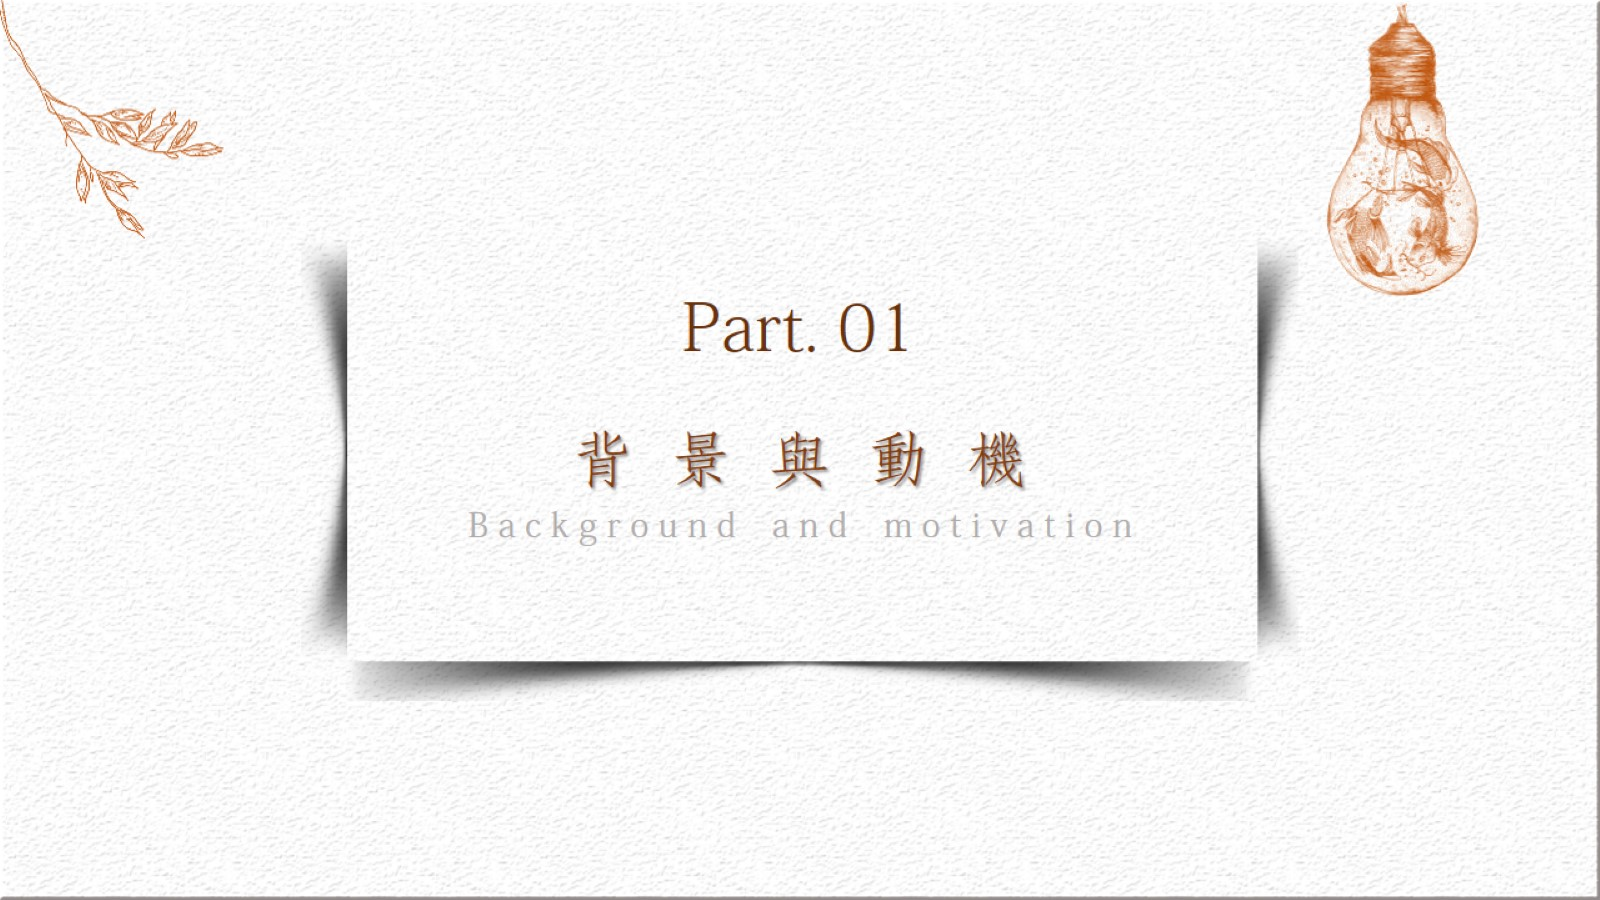 Part. 01
背景與動機
Background and motivation